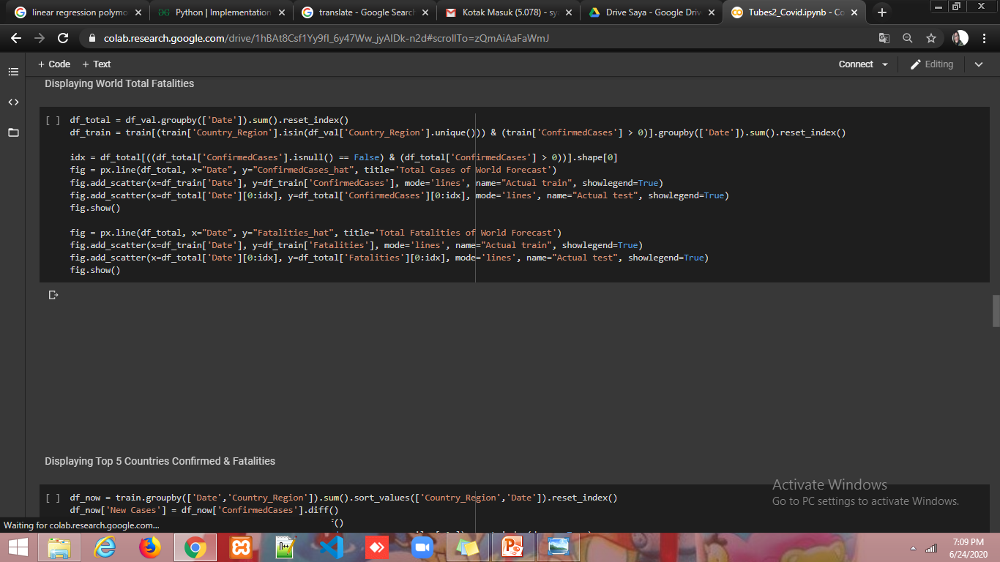 linear regression polymo
Python | Implementation
translate - Google Search
Kotak Masuk (5.078) - sya
Drive Saya - Google Drive
Tubes2_Covid.ipynb - Co
colab.research.google.com/drive/1hBAt8Csf1Yy9fI_6y47Ww_jyAIDk-n2d#scrollTo=zQmAiAaFaWmJ
+ Code + Text
Connect
Editing
Displaying World Total Fatalities
[ ] df_total = df_val.groupby(['Date']).sum().reset_index()
df_train = train[(train['Country_Region'].isin(df_val['Country_Region'].unique())) & (train['ConfirmedCases'] > 0)].groupby(['Date']).sum().reset_index()
idx = df_total[((df_total['ConfirmedCases'].isnull() == False) & (df_total['ConfirmedCases'] > 0))].shape[0]
fig = px.line(df_total, x="Date", y="ConfirmedCases_hat", title='Total Cases of World Forecast')
fig.add_scatter(x=df_train['Date'], y=df_train['ConfirmedCases'], mode='lines', name="Actual train", showlegend=True)
fig.add_scatter(x=df_total['Date'][0:idx], y=df_total['ConfirmedCases'][0:idx], mode='lines', name="Actual test", showlegend=True)
fig.show()
fig = px.line(df_total, x="Date", y="Fatalities_hat", title='Total Fatalities of World Forecast')
fig.add_scatter(x=df_train['Date'], y=df_train['Fatalities'], mode='lines', name="Actual train", showlegend=True)
fig.add_scatter(x=df_total['Date'][0:idx], y=df_total['Fatalities'][0:idx], mode='lines', name="Actual test", showlegend=True)
fig.show()
Displaying Top 5 Countries Confirmed & Fatalities
[ ] df_now = train.groupby(['Date','Country_Region']).sum().sort_values(['Country_Region','Date']).reset_index()
df_now['New Cases'] = df_now['ConfirmedCases'].diff()
Activate Windows
Go to PC settings to activate Windows.
Waiting for colab.research.google.com...
()
7:09 PM
6/24/2020